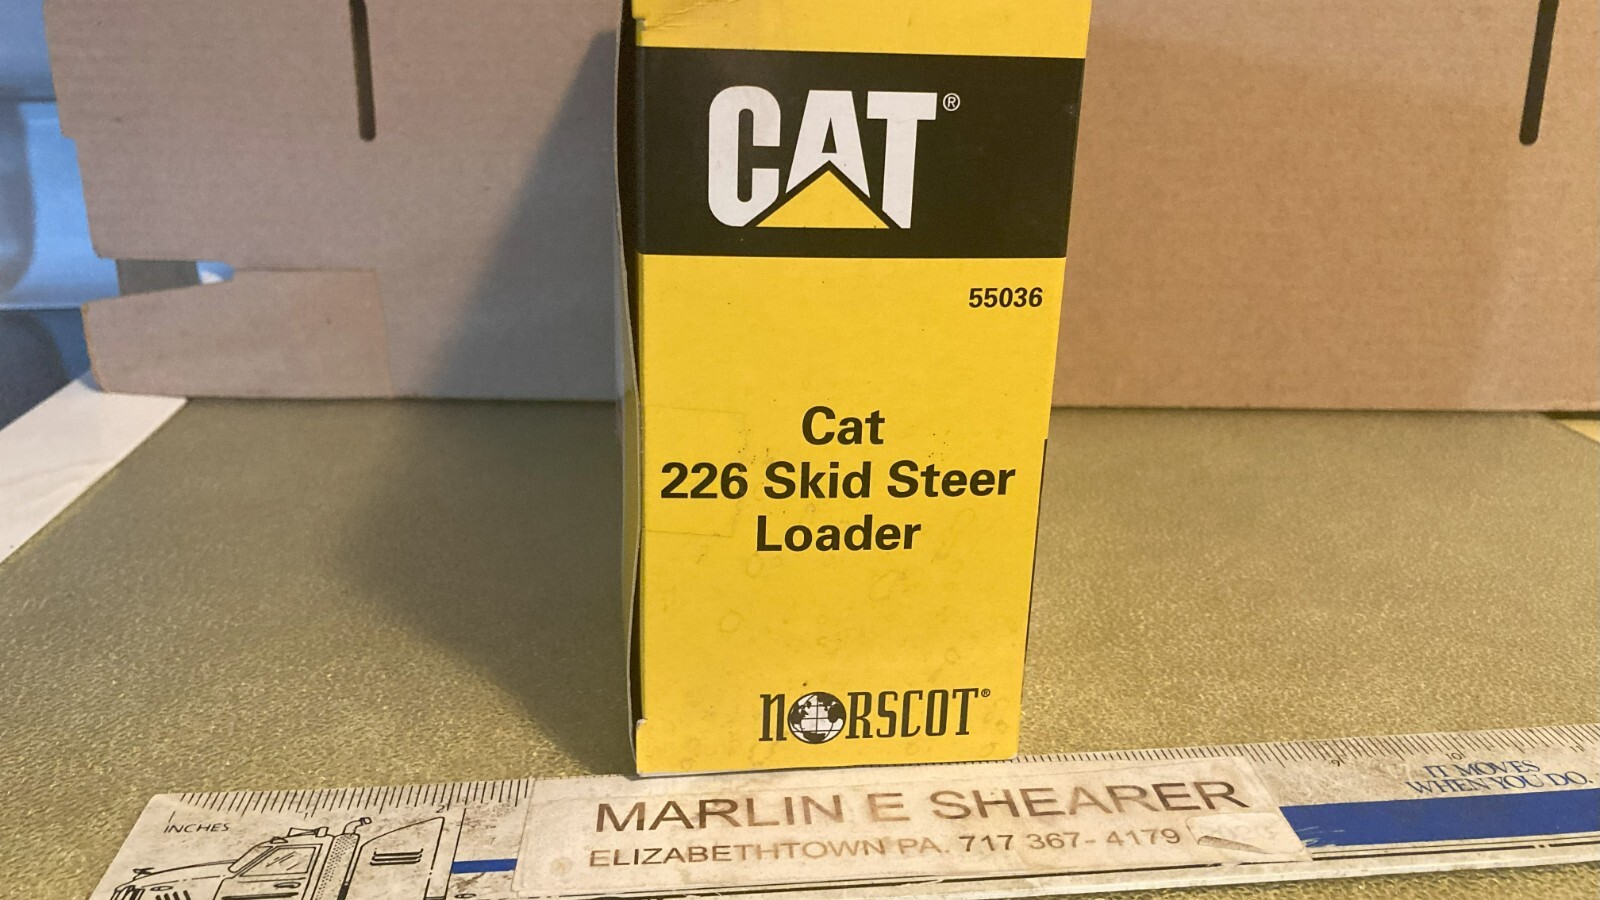 CAT®
55036
Cat
226 Skid Steer
Loader
NORSCOT®
INCHES
2
MARLIN E SHEARER
ELIZABETHTOWN PA. 717 367-4179
IT MOVES
WHEN YOU DO.